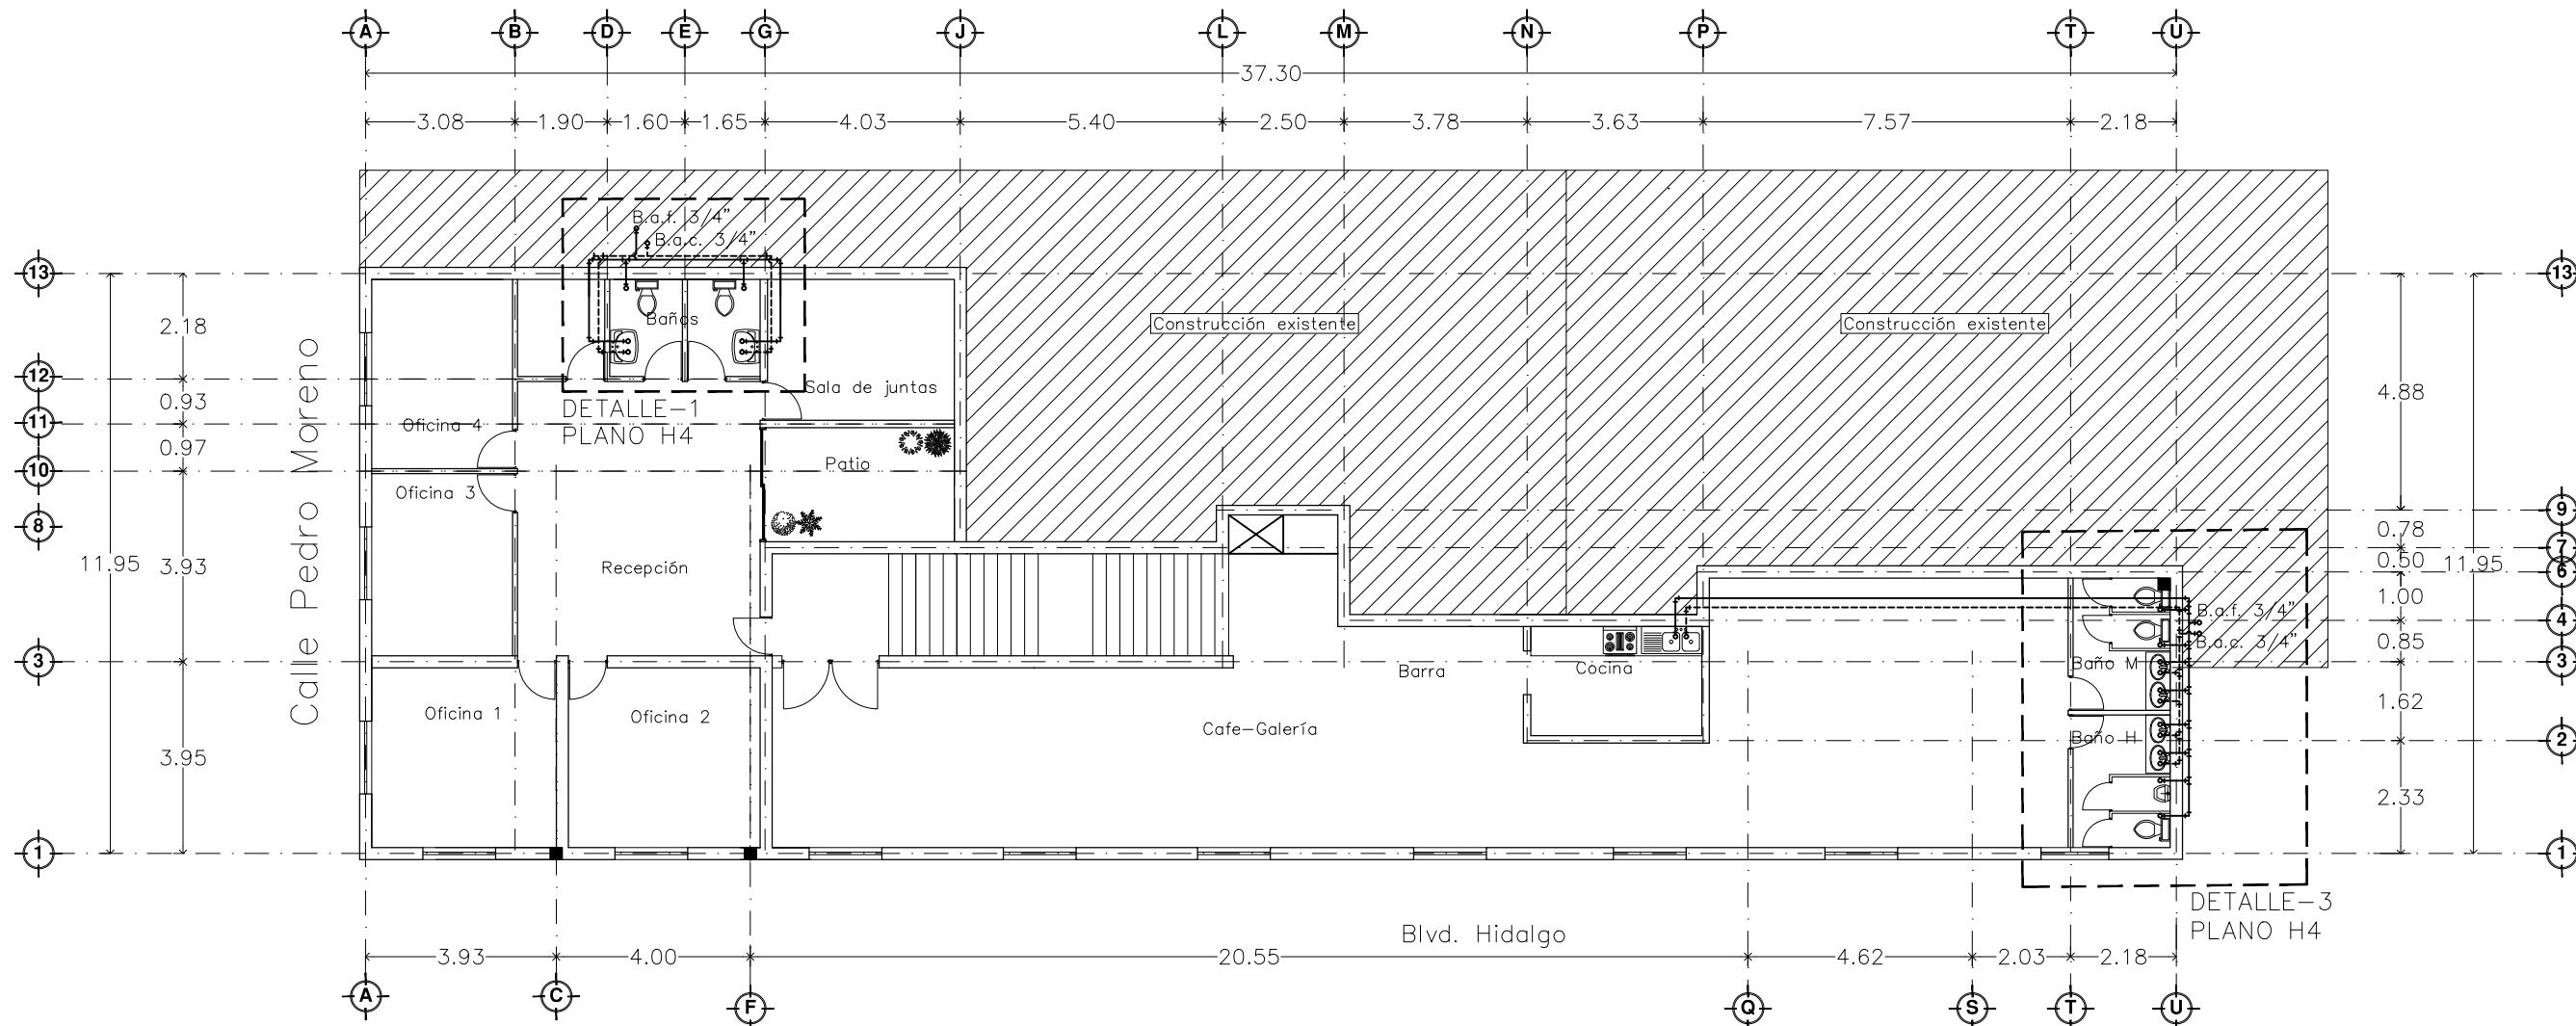 A B D E G J L M N P T U
37.30
3.08 1.90 1.60 1.65 4.03 5.40 2.50 3.78 3.63 7.57 2.18
B.a.f. 3/4"
B.a.c. 3/4"
13
13
2.18
Baños
Construcción existente
Construcción existente
12
Sala de juntas
4.88
0.93
DETALLE-1
PLANO H4
11
Oficina 4
0.97
Patio
10
Oficina 3
8
9
0.78
7
0.50
11.95
3.93
Recepción
11.95
6
1.00
B.a.f. 3/4"
4
B.a.c. 3/4"
0.85
3
Barra
Cocina
Baño M
3
Calle Pedro Moreno
Oficina 1
Oficina 2
Cafe-Galería
1.62
Baño H
2
3.95
2.33
1
1
DETALLE-3
PLANO H4
Blvd. Hidalgo
3.93 4.00 20.55 4.62 2.03 2.18
A C F Q S T U